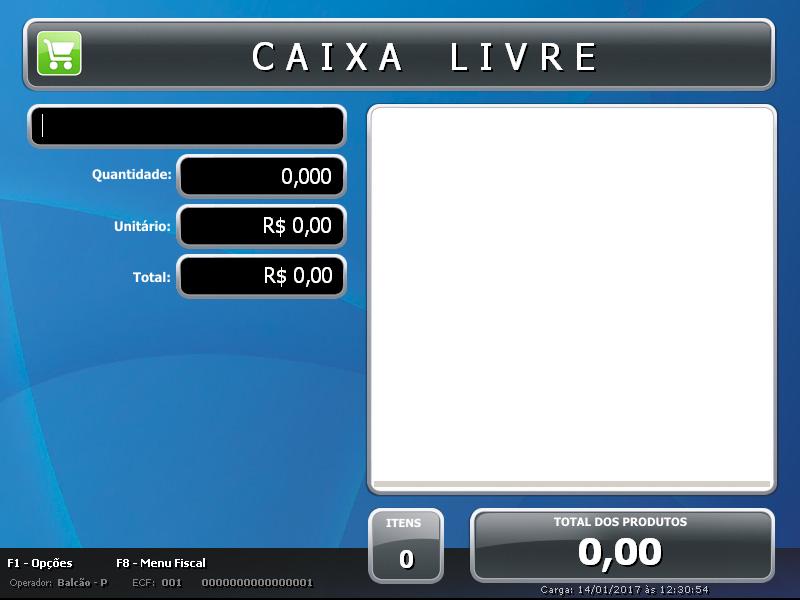 CAIXA LIVRE
Quantidade: 0,000
Unitário: R$ 0,00
Total: R$ 0,00
ITENS
0
TOTAL DOS PRODUTOS
0,00
F1 - Opções F8 - Menu Fiscal
Operador: Balcão - P ECF: 001 0000000000000001
Carga: 14/01/2017 às 12:30:54